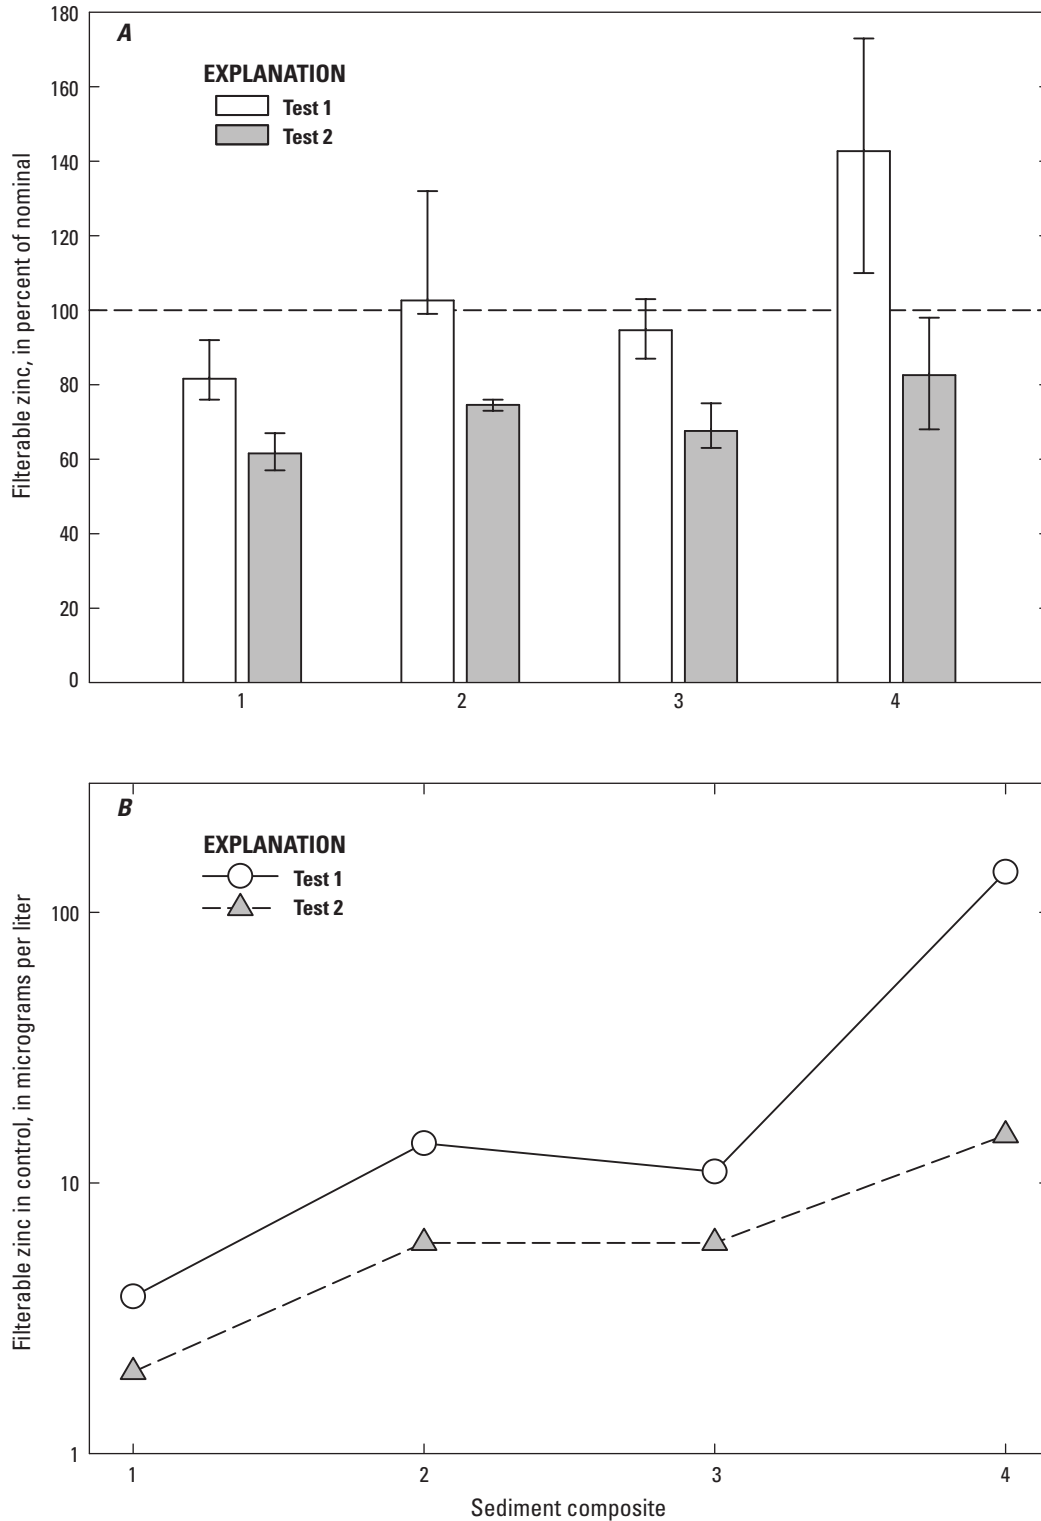 A
EXPLANATION
Test 1
Test 2
Filterable zinc, in percent of nominal
180
160
140
120
100
80
60
40
20
0
1 2 3 4
B
EXPLANATION
Test 1
Test 2
Filterable zinc in control, in micrograms per liter
100
10
1
1 2 3 4
Sediment composite